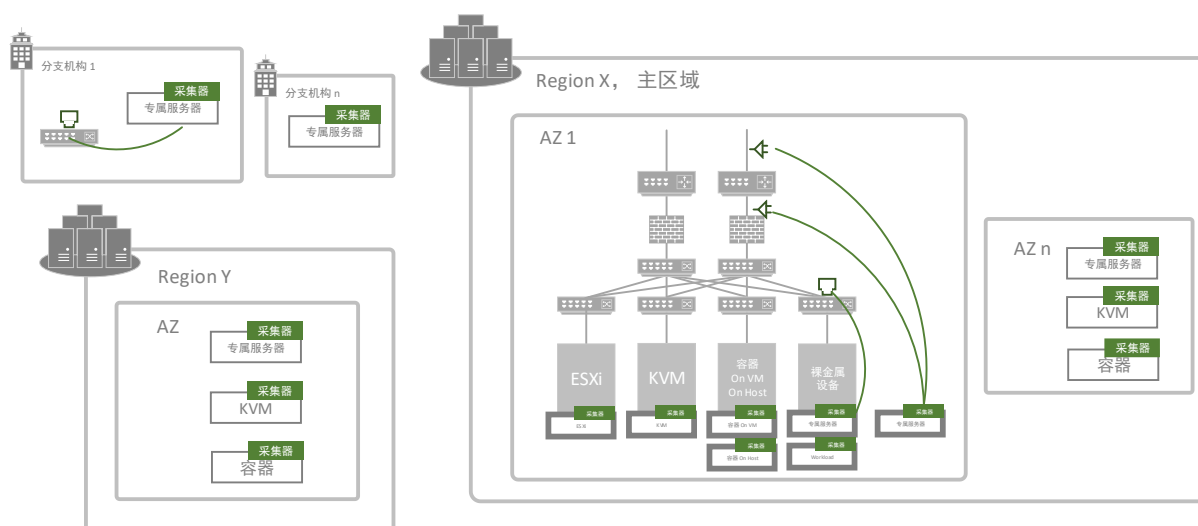 分支机构 1
采集器
专属服务器
分支机构 n
采集器
专属服务器
Region Y
AZ
采集器
专属服务器
采集器
KVM
采集器
容器
Region X, 主区域
AZ 1
ESXi
KVM
容器
On VM
On Host
裸金属
设备
采集器
ESXi
采集器
KVM
采集器
容器 On VM
采集器
容器 On Host
采集器
专属服务器
采集器
Workload
采集器
专属服务器
AZ n
采集器
专属服务器
采集器
KVM
采集器
容器